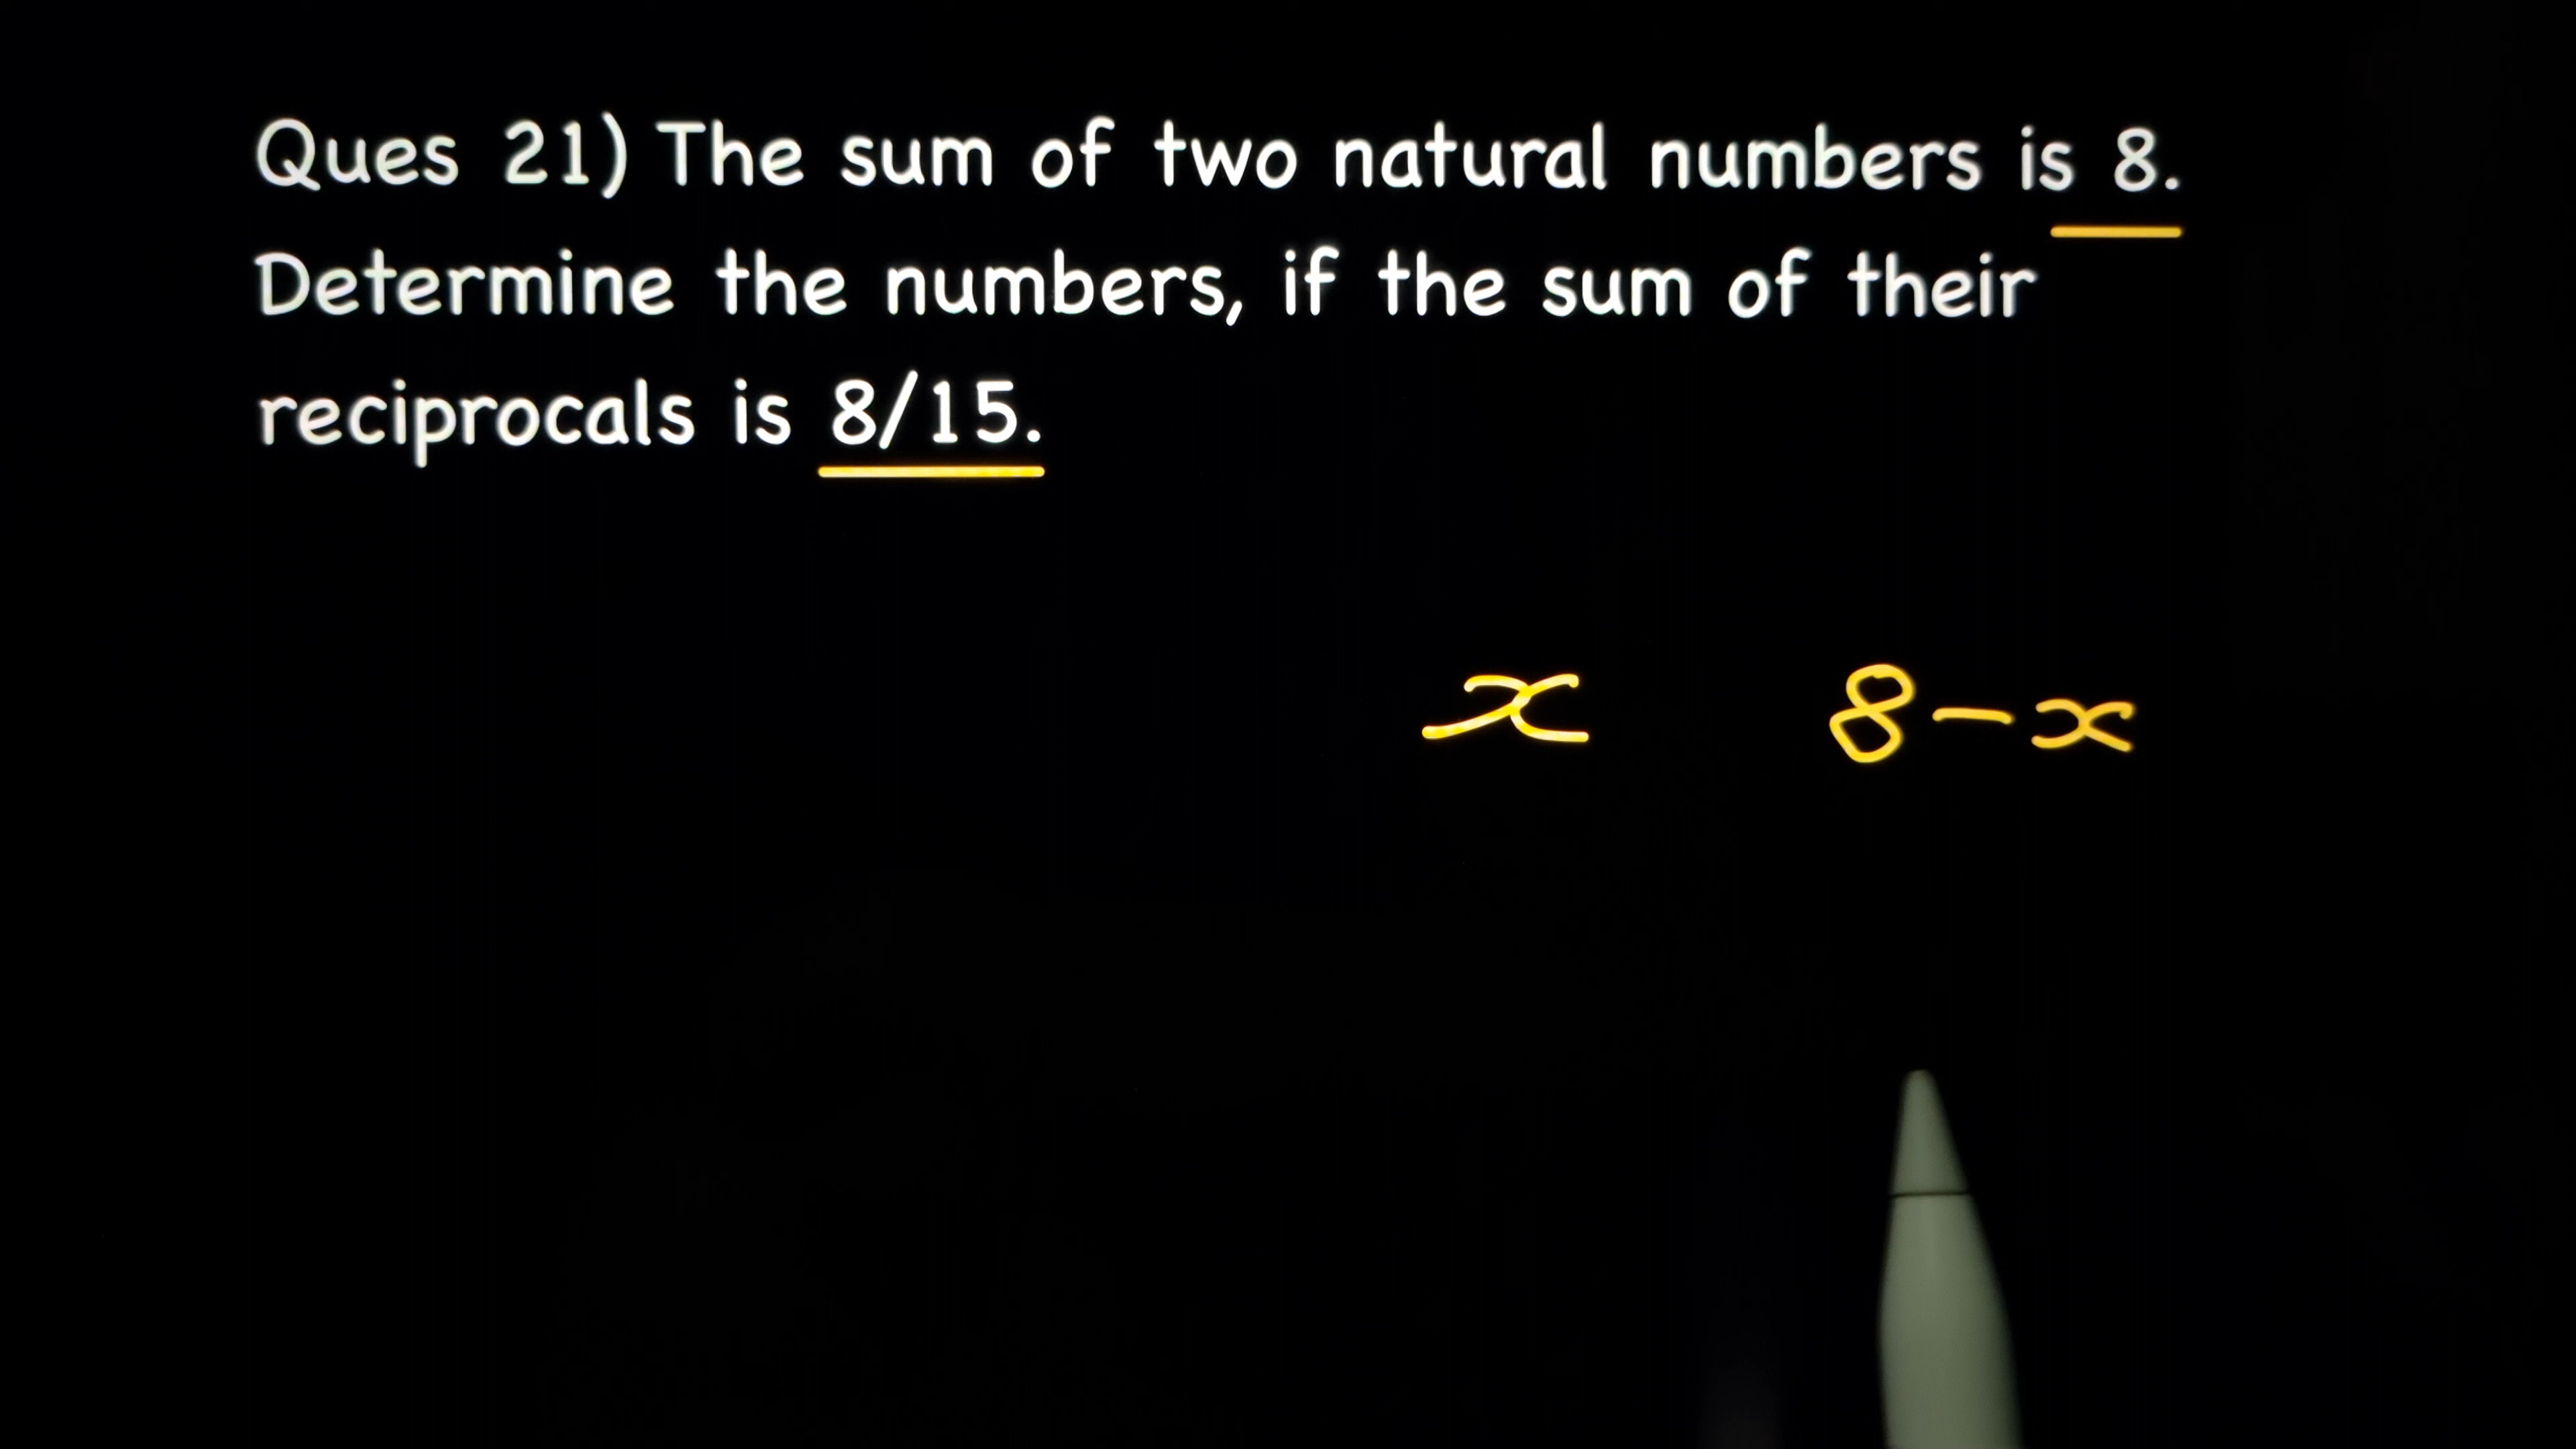 Ques 21) The sum of two natural numbers is 8.
Determine the numbers, if the sum of their
reciprocals is 8/15.
x 8-x